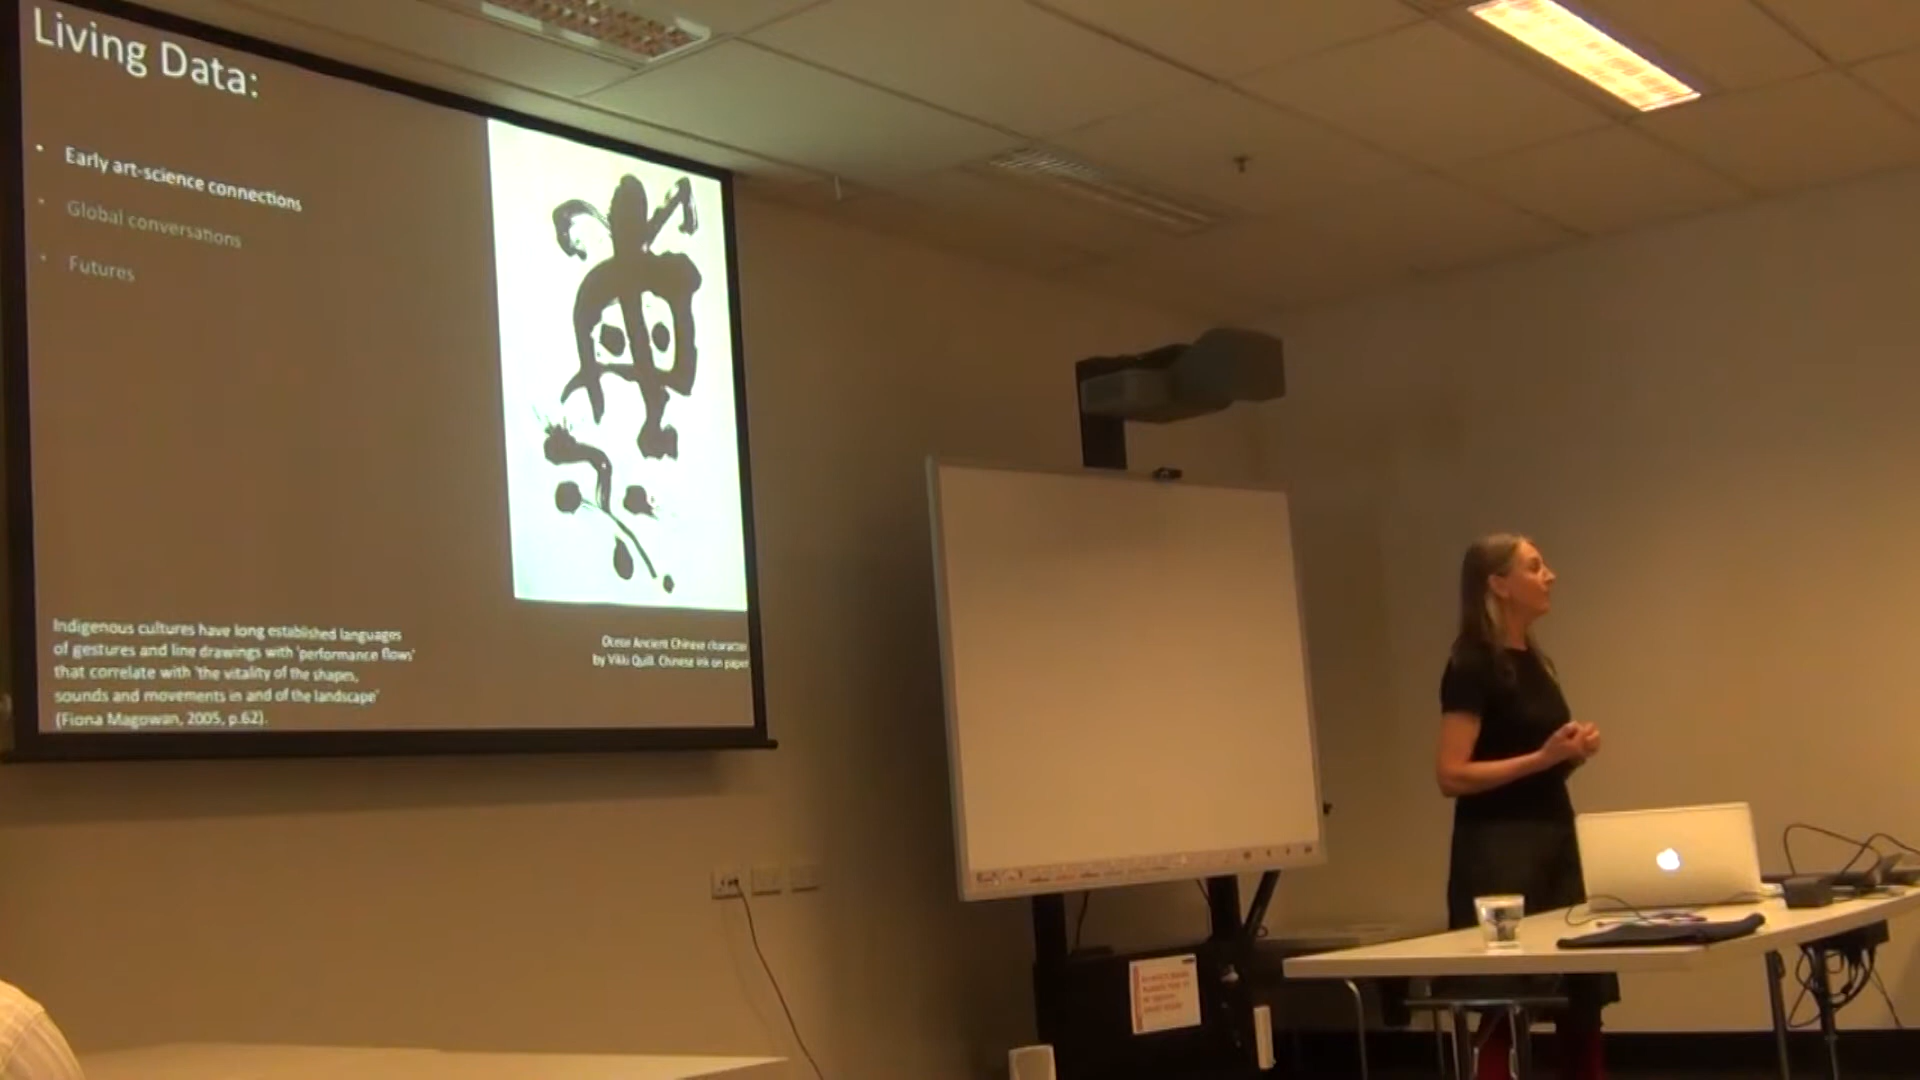 Living Data:
• Early art-science connections
• Global conversations
• Futures
Indigenous cultures have long established languages
of gestures and line drawings with 'performance flows'
that correlate with 'the vitality of the shapes,
sounds and movements in and of the landscape'
(Fiona Magowan, 2005, p.62).
Ancient Chinese character
by Vikki Quill. Chinese ink on paper